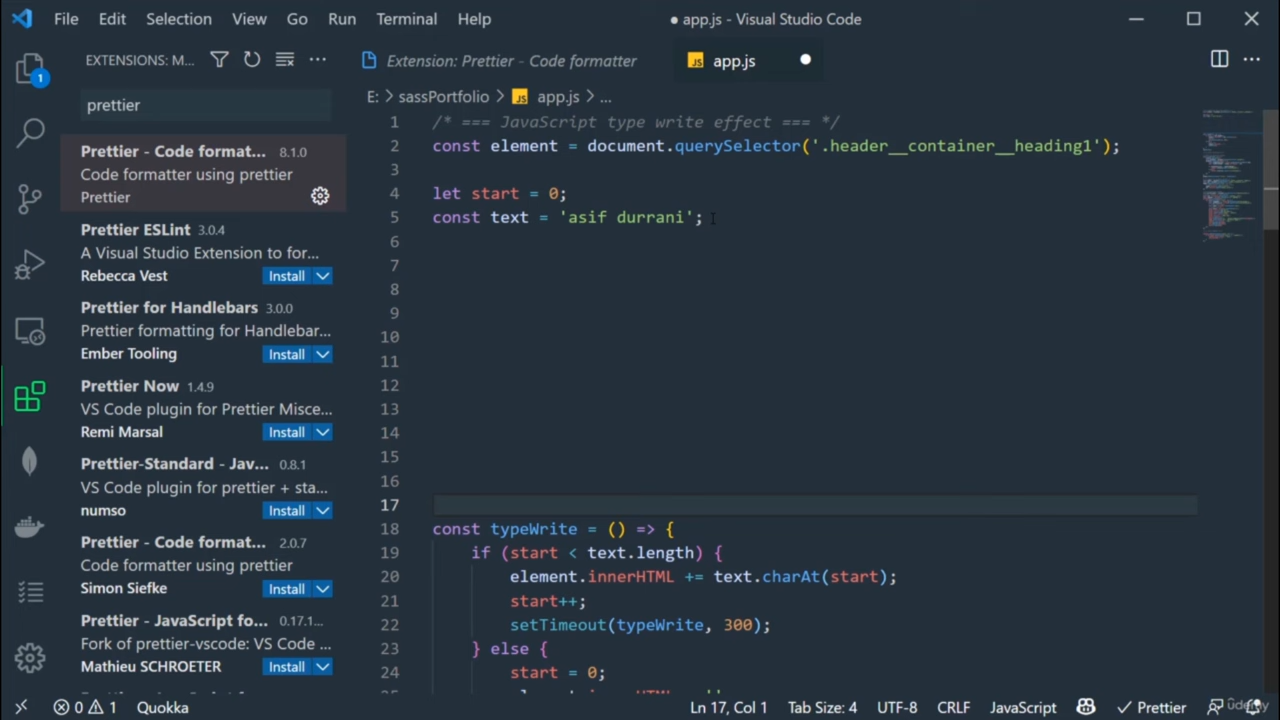 File Edit Selection View Go Run Terminal Help
● app.js - Visual Studio Code
EXTENSIONS: M...
Extension: Prettier - Code formatter
JS app.js
1
prettier
E: > sassPortfolio > JS app.js > ...
Prettier - Code format... 8.1.0
Code formatter using prettier
Prettier
Prettier ESLint 3.0.4
A Visual Studio Extension to for...
Rebecca Vest Install
Prettier for Handlebars 3.0.0
Prettier formatting for Handlebar...
Ember Tooling Install
Prettier Now 1.4.9
VS Code plugin for Prettier Misce...
Remi Marsal Install
Prettier-Standard - Jav... 0.8.1
VS Code plugin for prettier + sta...
numso Install
Prettier - Code format... 2.0.7
Code formatter using prettier
Simon Siefke Install
Prettier - JavaScript fo... 0.17.1...
Fork of prettier-vscode: VS Code ...
Mathieu SCHROETER Install
1 /* === JavaScript type write effect === */
2 const element = document.querySelector('.header__container__heading1');
3
4 let start = 0;
5 const text = 'asif durrani';
6
7
8
9
10
11
12
13
14
15
16
17
18 const typeWrite = () => {
19 if (start < text.length) {
20 element.innerHTML += text.charAt(start);
21 start++;
22 setTimeout(typeWrite, 300);
23 } else {
24 start = 0;
0 1 Quokka Ln 17, Col 1 Tab Size: 4 UTF-8 CRLF JavaScript Prettier
udemy